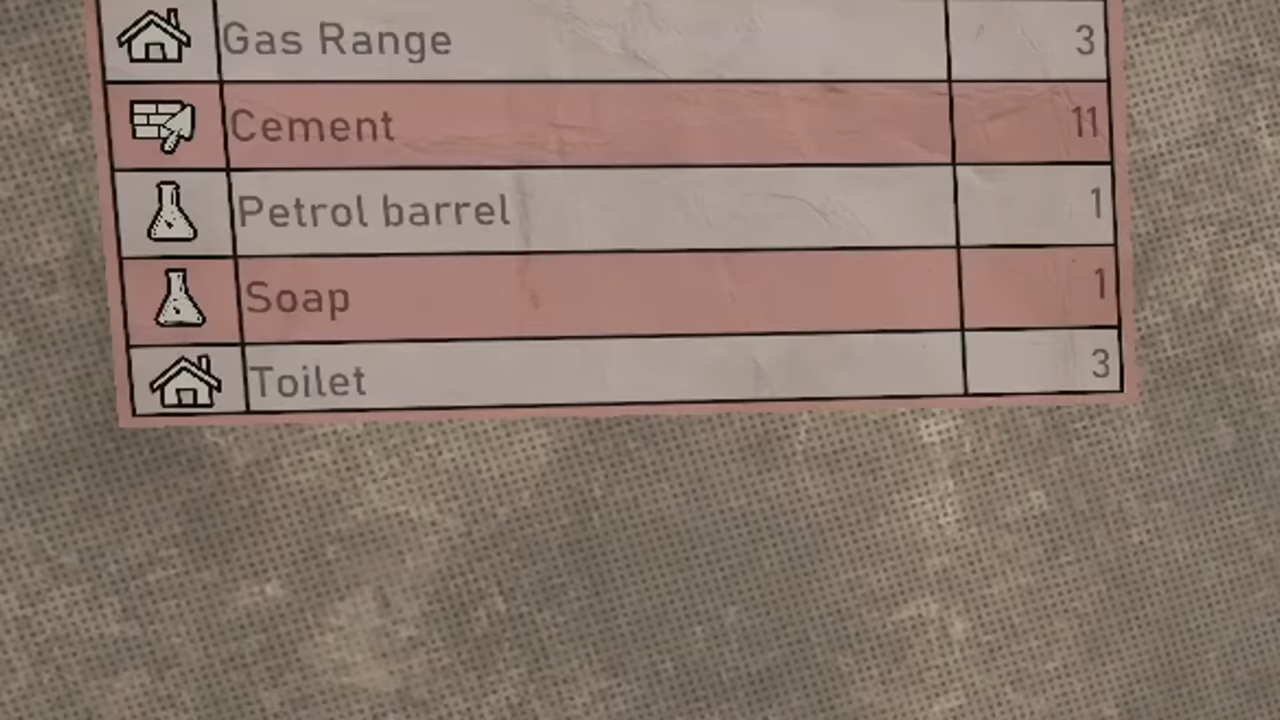 Gas Range 3
Cement 11
Petrol barrel 1
Soap 1
Toilet 3